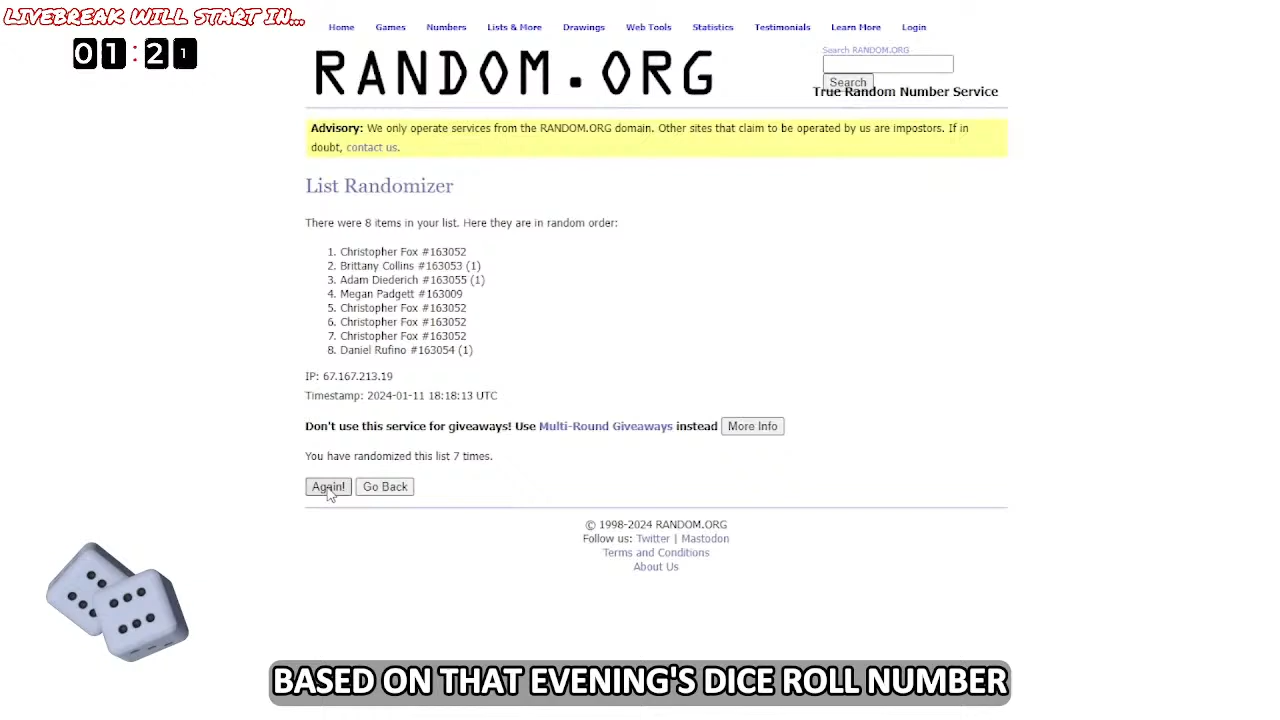 LIVEBREAK WILL START IN...
01:21
Home Games Numbers Lists & More Drawings Web Tools Statistics Testimonials Learn More Login
RANDOM.ORG
Search RANDOM.ORG
Search
True Random Number Service
Advisory: We only operate services from the RANDOM.ORG domain. Other sites that claim to be operated by us are impostors. If in
doubt, contact us.
List Randomizer
There were 8 items in your list. Here they are in random order:
1. Christopher Fox #163052
2. Brittany Collins #163053 (1)
3. Adam Diederich #163055 (1)
4. Megan Padgett #163009
5. Christopher Fox #163052
6. Christopher Fox #163052
7. Christopher Fox #163052
8. Daniel Rufino #163054 (1)
IP: 67.167.213.19
Timestamp: 2024-01-11 18:18:13 UTC
Don't use this service for giveaways! Use Multi-Round Giveaways instead More Info
You have randomized this list 7 times.
Again! Go Back
© 1998-2024 RANDOM.ORG
Follow us: Twitter | Mastodon
Terms and Conditions
About Us
BASED ON THAT EVENING'S DICE ROLL NUMBER